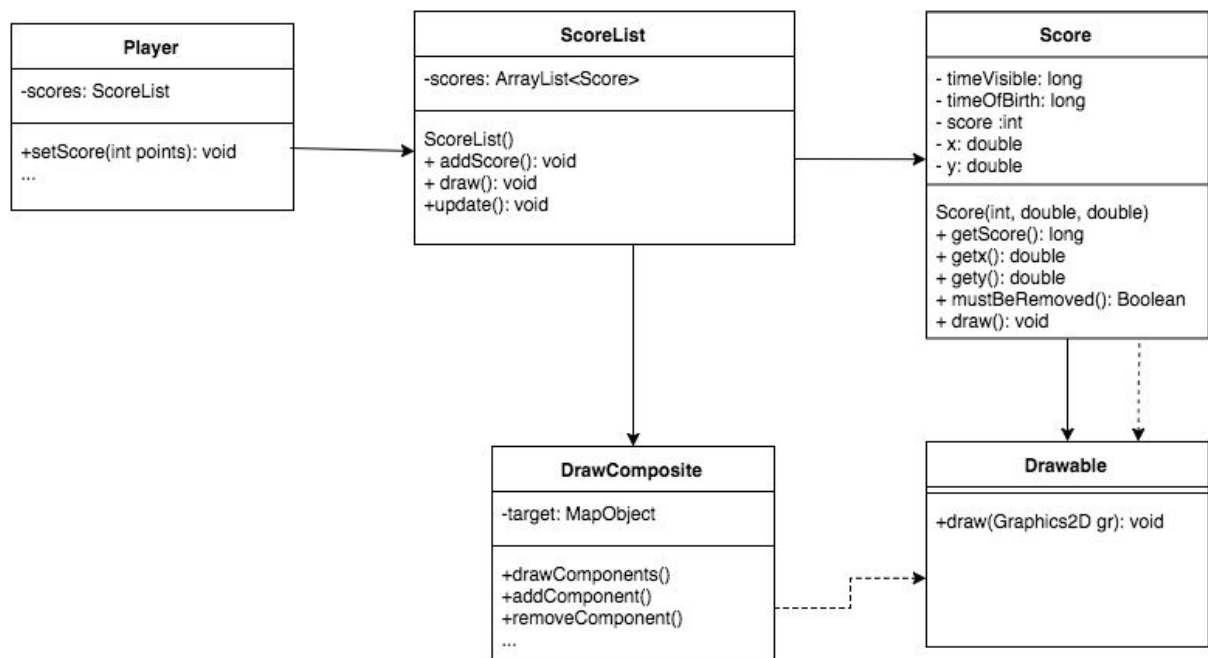 Player
-scores: ScoreList
+setScore(int points): void
...
ScoreList
-scores: ArrayList<Score>
ScoreList()
+ addScore(): void
+ draw(): void
+update(): void
Score
- timeVisible: long
- timeOfBirth: long
- score :int
- x: double
- y: double
Score(int, double, double)
+ getScore(): long
+ getx(): double
+ gety(): double
+ mustBeRemoved(): Boolean
+ draw(): void
DrawComposite
-target: MapObject
+drawComponents()
+addComponent()
+removeComponent()
...
Drawable
+draw(Graphics2D gr): void